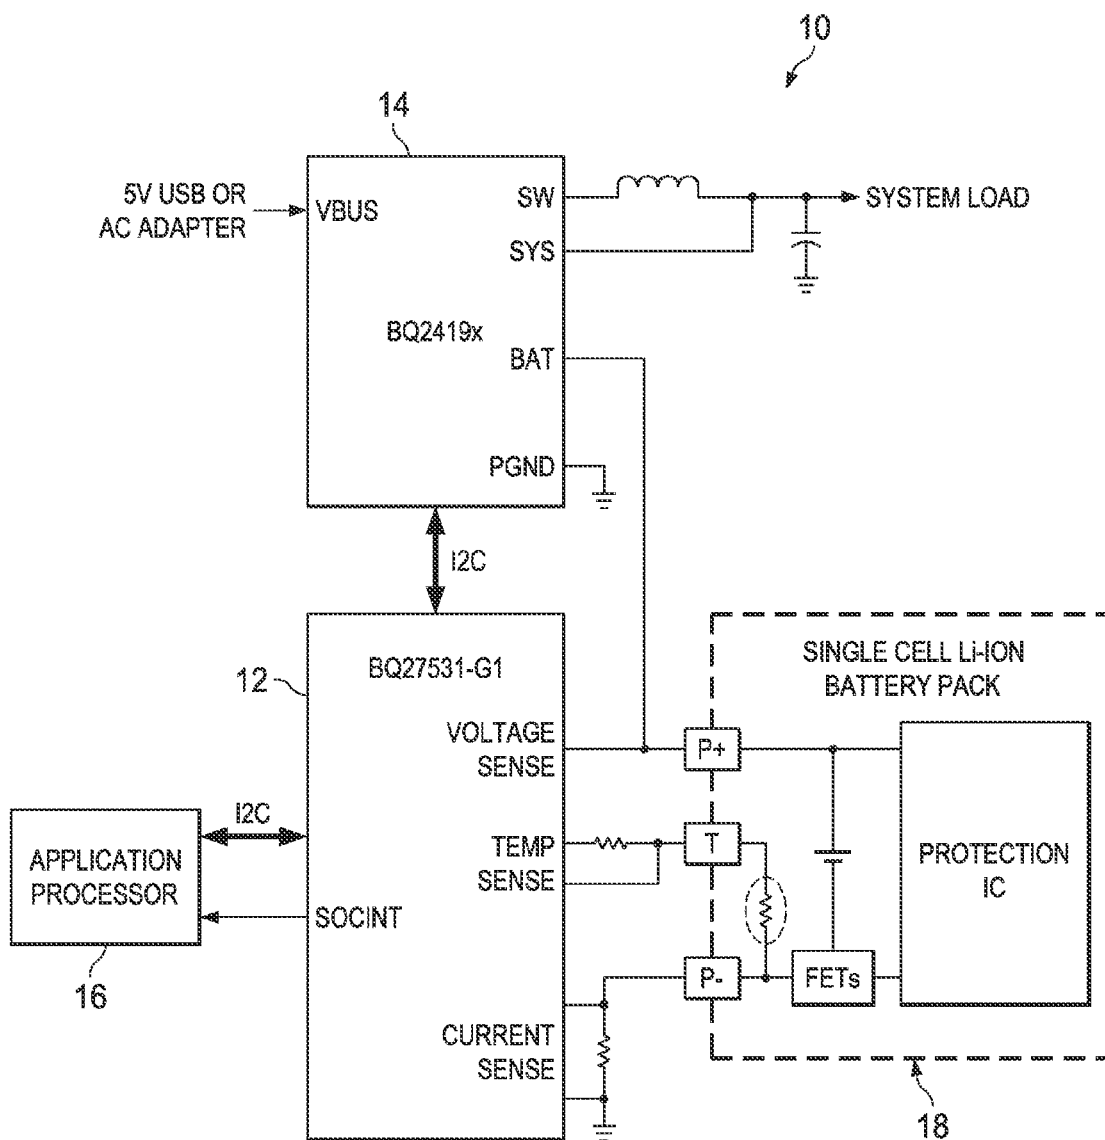 10
14
5V USB OR
AC ADAPTER
VBUS
SW
SYSTEM LOAD
SYS
BQ2419x
BAT
PGND
I2C
12
BQ27531-G1
SINGLE CELL Li-ION
BATTERY PACK
VOLTAGE
SENSE
P+
I2C
APPLICATION
PROCESSOR
TEMP
SENSE
T
PROTECTION
IC
SOCINT
16
P-
FETs
CURRENT
SENSE
18